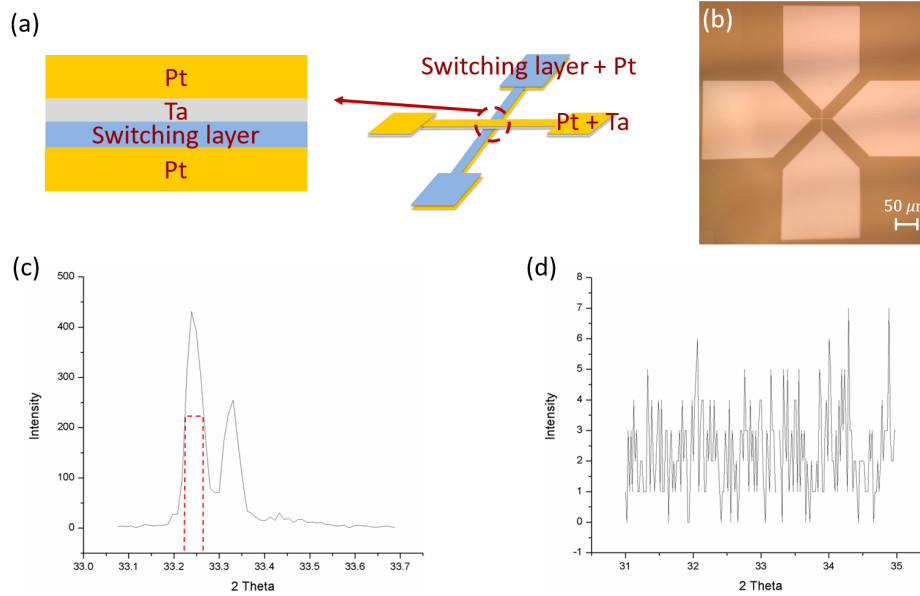 (a)
Pt
Ta
Switching layer
Pt
Switching layer + Pt
Pt + Ta
(b)
50 μm
(c)
500
400
300
200
100
0
Intensity
33.0 33.1 33.2 33.3 33.4 33.5 33.6 33.7
2 Theta
(d)
8
7
6
5
4
3
2
1
0
-1
Intensity
31 32 33 34 35
2 Theta